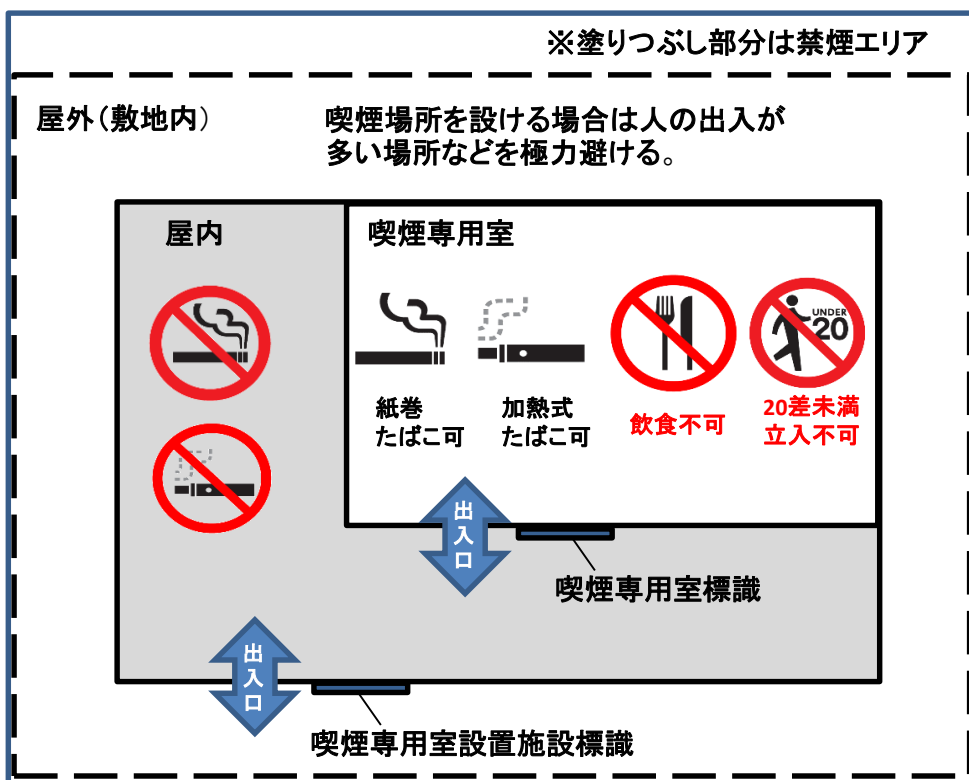 ※塗りつぶし部分は禁煙エリア
屋外(敷地内)
喫煙場所を設ける場合は人の出入が
多い場所などを極力避ける。
屋内
喫煙専用室
UNDER
20
紙巻
たばこ可
加熱式
たばこ可
飲食不可
20差未満
立入不可
出入口
喫煙専用室標識
出入口
喫煙専用室設置施設標識